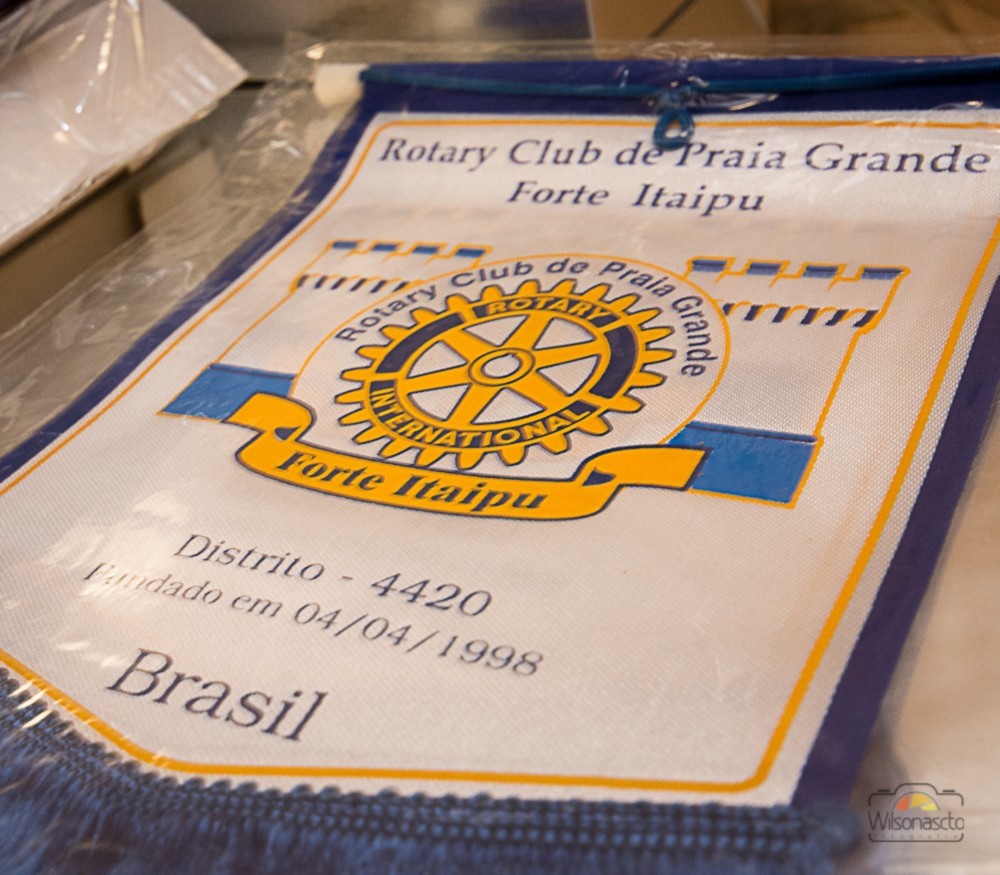 Rotary Club de Praia Grande
Forte Itaipu
Rotary Club de Praia Grande
ROTARY
INTERNATIONAL
Forte Itaipu
Distrito - 4420
Fundado em 04/04/1998
Brasil
Wilsonascto